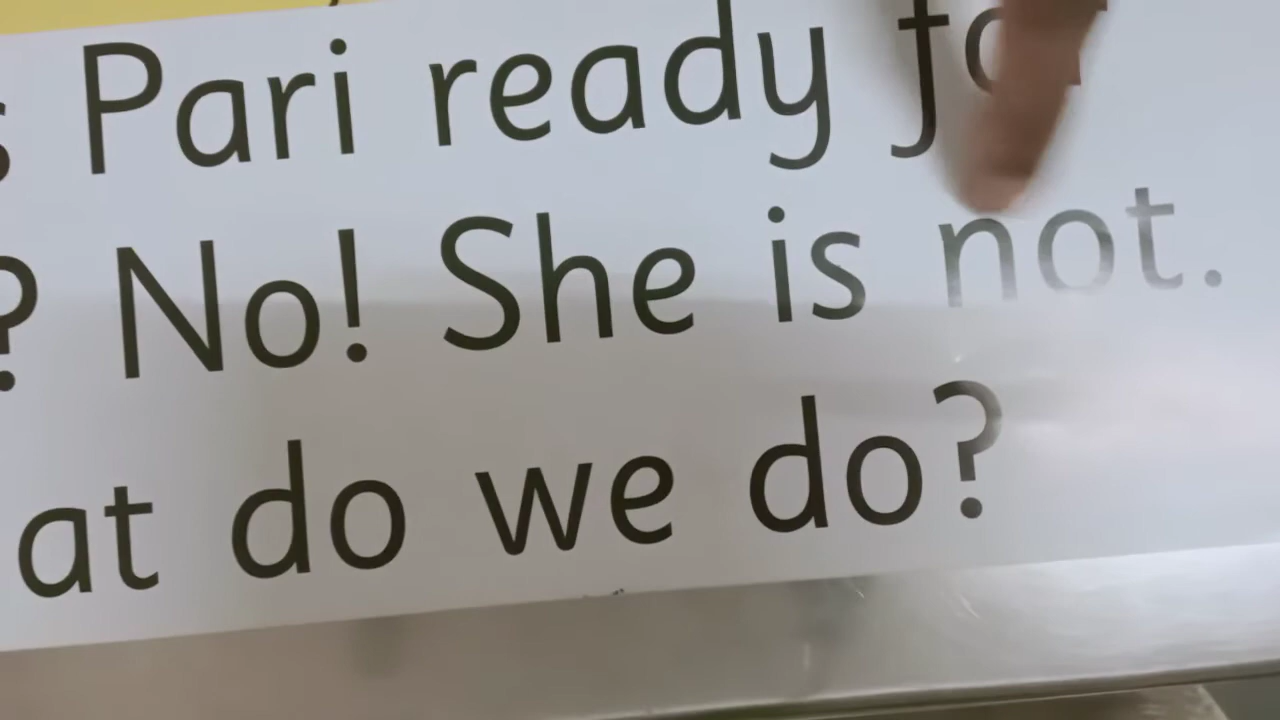 Pari ready
? No! She is not.
at do we do?